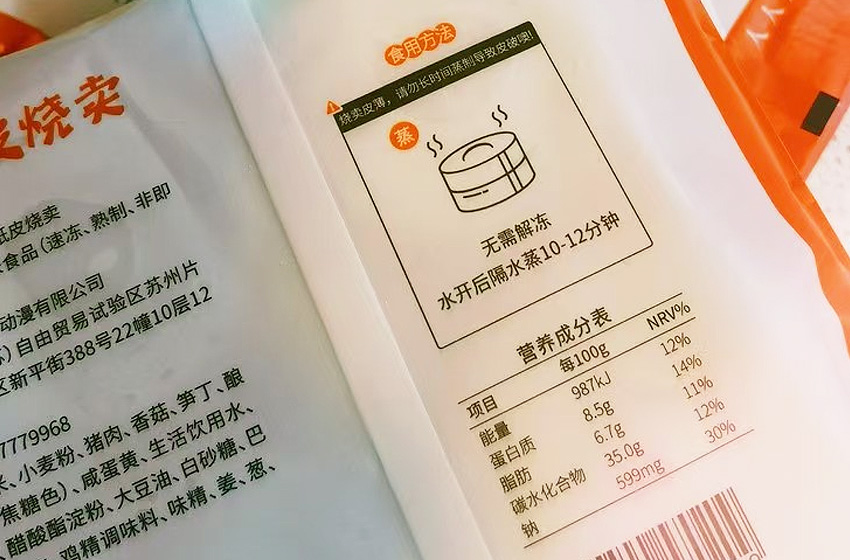 烧卖
纸皮烧卖
食品(速冻、熟制、非即
动漫有限公司
自由贸易试验区苏州片
区新平街388号22幢10层12
7779968
、小麦粉、猪肉、香菇、笋丁、酿
焦糖色)、咸蛋黄、生活饮用水、
、醋酸酯淀粉、大豆油、白砂糖、巴
、鸡精调味料、味精、姜、葱、
食用方法
烧卖皮薄,请勿长时间蒸制导致皮破噢!
蒸
无需解冻
水开后隔水蒸10-12分钟
营养成分表
项目 每100g NRV%
能量 987kJ 12%
蛋白质 8.5g 14%
脂肪 6.7g 11%
碳水化合物 35.0g 12%
钠 599mg 30%